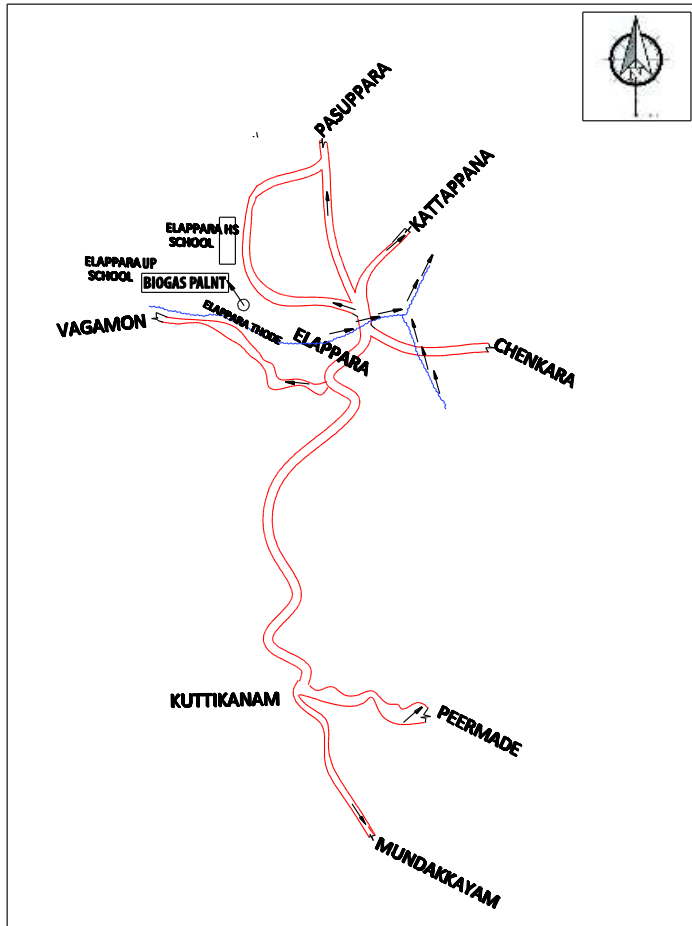 PASUPPARA
KATTAPPANA
ELAPPARA HS
SCHOOL
ELAPPARA UP
SCHOOL
BIOGAS PALNT
ELAPPARA THODE
VAGAMON
ELAPPARA
CHENKARA
KUTTIKANAM
PEERMADE
MUNDAKKAYAM